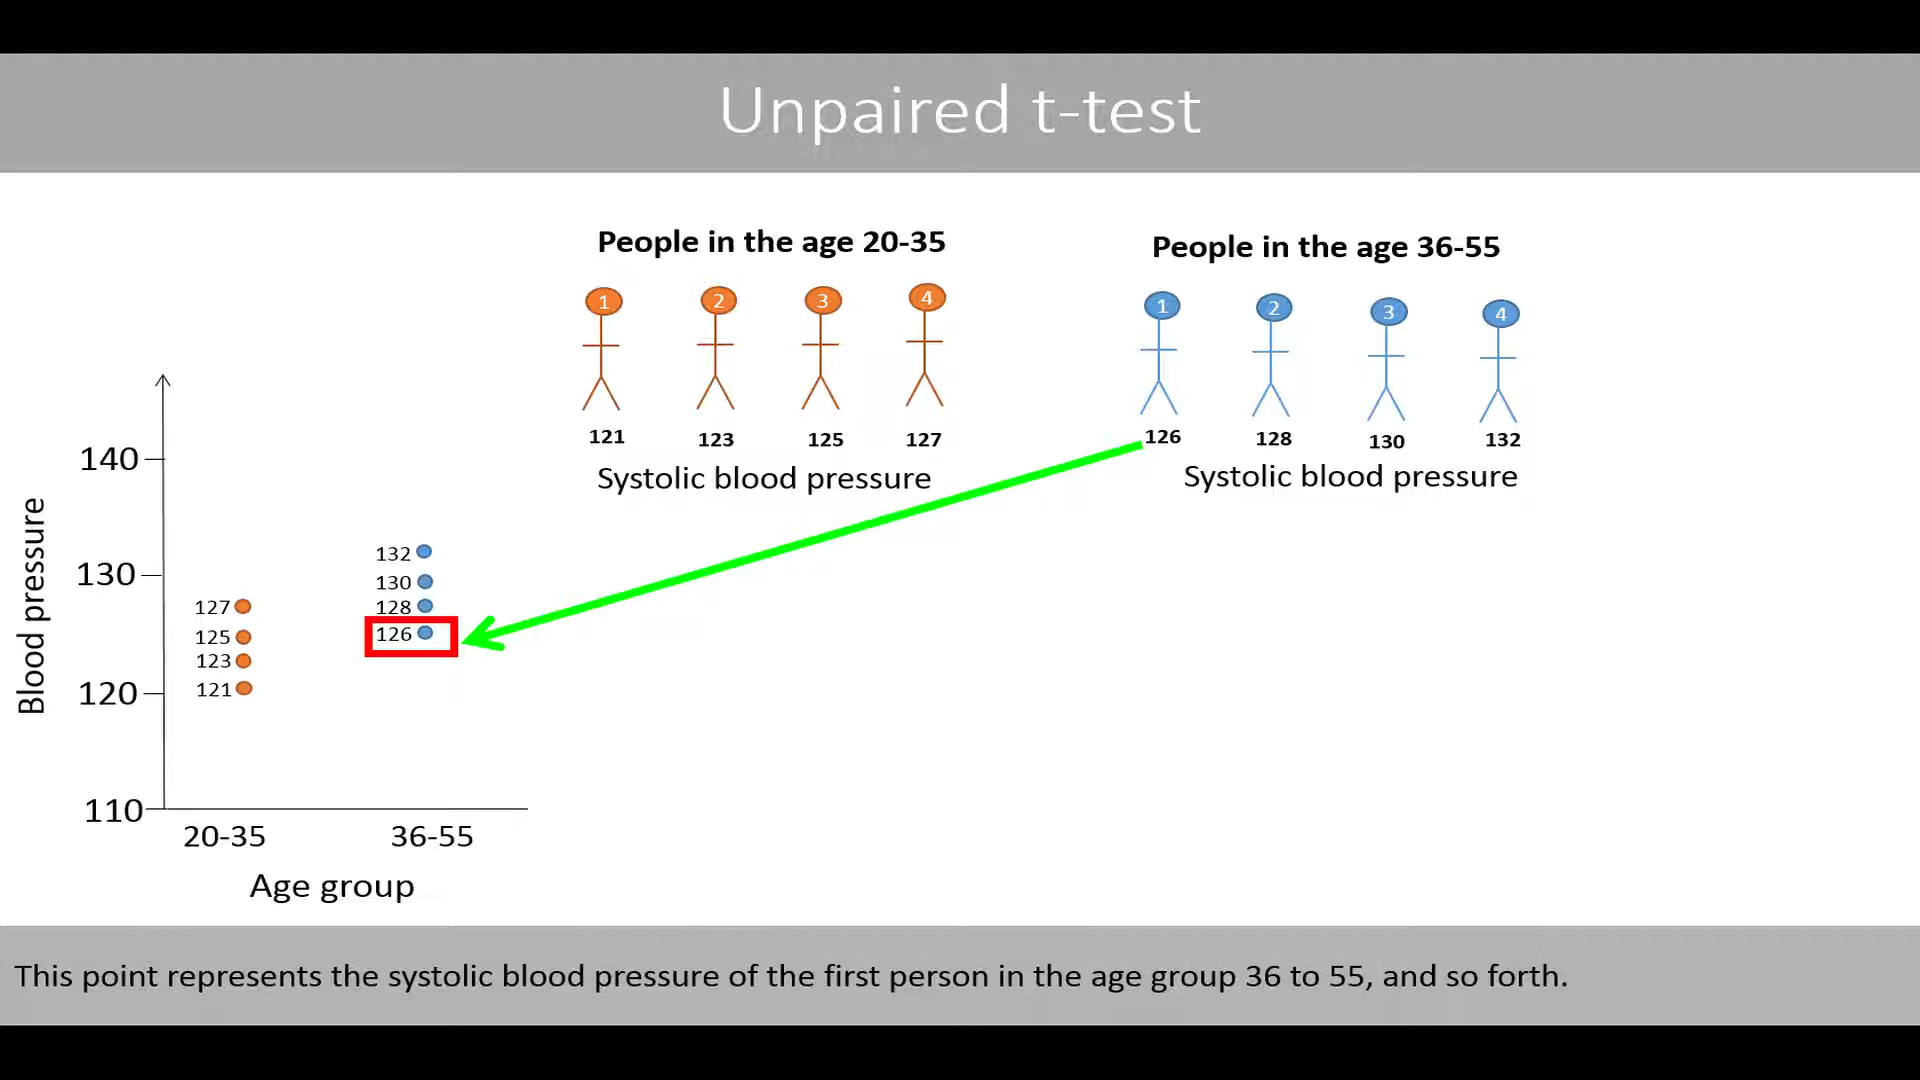 Unpaired t-test
People in the age 20-35
1 2 3 4
121 123 125 127
Systolic blood pressure
People in the age 36-55
1 2 3 4
126 128 130 132
Systolic blood pressure
Blood pressure
140
130
120
110
127
125
123
121
132
130
128
126
20-35 36-55
Age group
This point represents the systolic blood pressure of the first person in the age group 36 to 55, and so forth.